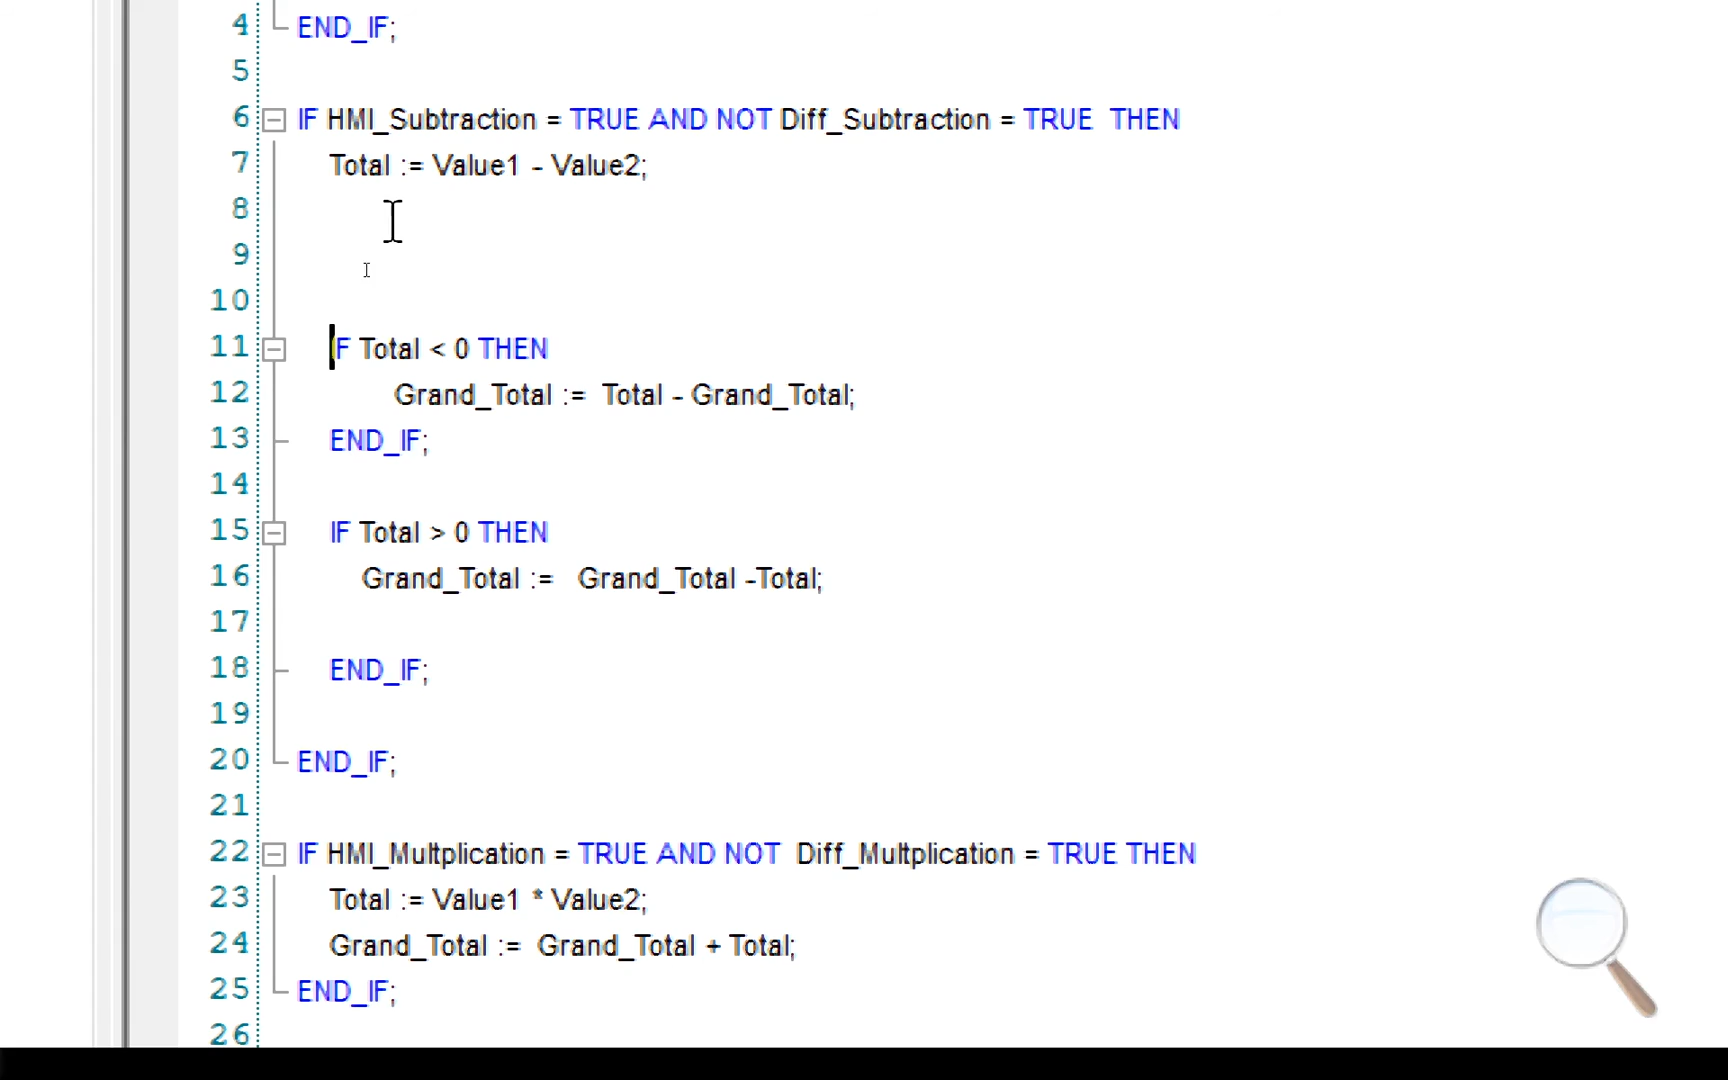 4 END_IF;
5
6 IF HMI_Subtraction = TRUE AND NOT Diff_Subtraction = TRUE THEN
7 Total := Value1 - Value2;
8
9
10
11 IF Total < 0 THEN
12 Grand_Total := Total - Grand_Total;
13 END_IF;
14
15 IF Total > 0 THEN
16 Grand_Total := Grand_Total -Total;
17
18 END_IF;
19
20 END_IF;
21
22 IF HMI_Multplication = TRUE AND NOT Diff_Multplication = TRUE THEN
23 Total := Value1 * Value2;
24 Grand_Total := Grand_Total + Total;
25 END_IF;
26